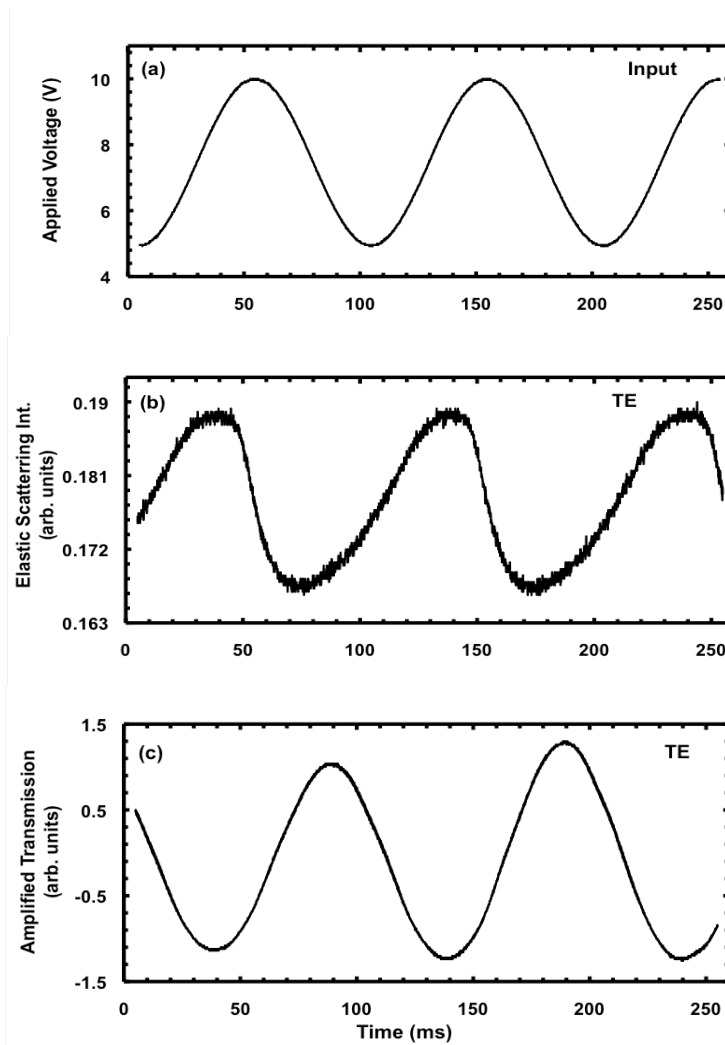 (a)
Input
Applied Voltage (V)
10
8
6
4
0
50
100
150
200
250
(b)
TE
Elastic Scatterring Int.
(arb. units)
0.19
0.181
0.172
0.163
0
50
100
150
200
250
(c)
TE
Amplified Transmission
(arb. units)
1.5
0.5
-0.5
-1.5
0
50
100
150
200
250
Time (ms)